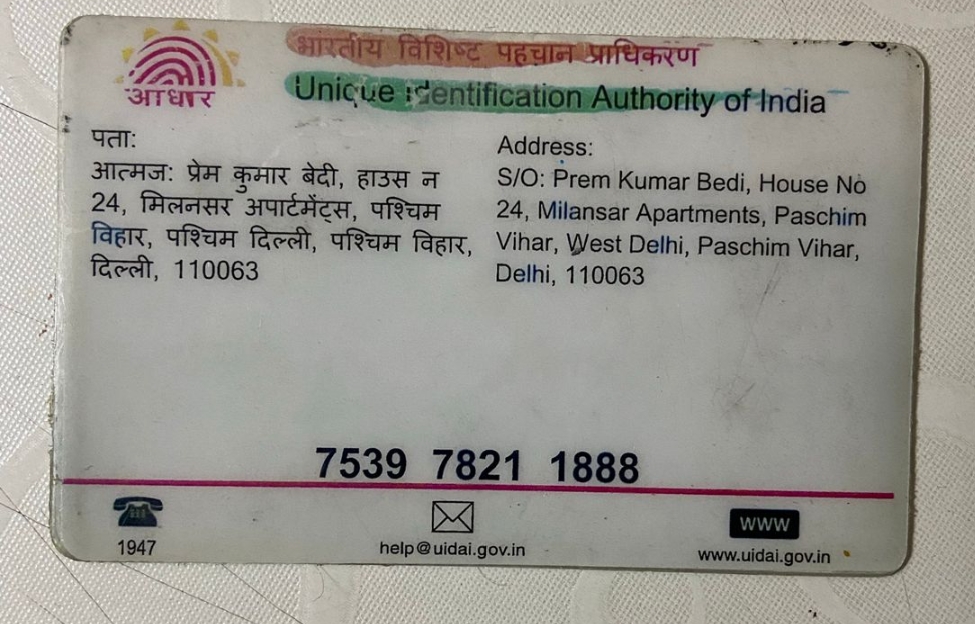 भारतीय विशिष्ट पहचान प्राधिकरण
आधार
Unique Identification Authority of India
पता:
आत्मज: प्रेम कुमार बेदी, हाउस न
24, मिलनसर अपार्टमेंट्स, पश्चिम
विहार, पश्चिम दिल्ली, पश्चिम विहार,
दिल्ली, 110063
Address:
S/O: Prem Kumar Bedi, House No
24, Milansar Apartments, Paschim
Vihar, West Delhi, Paschim Vihar,
Delhi, 110063
7539 7821 1888
1947
help@uidai.gov.in
www
www.uidai.gov.in